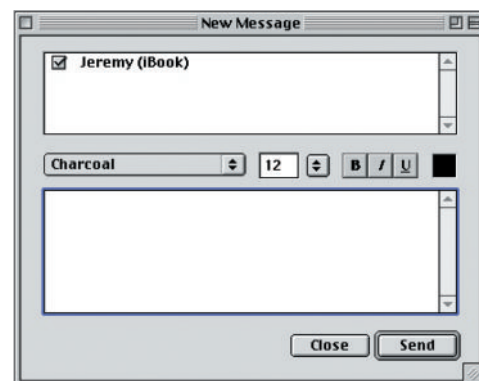 New Message
Jeremy (iBook)
Charcoal
12
B I U
Close Send